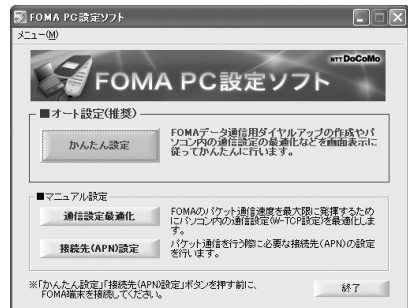 FOMA PC設定ソフト
メニュー(M)
NTT DoCoMo
FOMA PC設定ソフト
■オート設定(推奨)
かんたん設定
FOMAデータ通信用ダイヤルアップの作成やパ
ソコン内の通信設定の最適化などを画面表示に
従ってかんたんに行います。
■マニュアル設定
通信設定最適化
FOMAのパケット通信速度を最大限に発揮するため
にパソコン内の通信設定(W-TCP設定)を最適化しま
す。
接続先(APN)設定
パケット通信を行う際に必要な接続先(APN)の設定
を行います。
※「かんたん設定」「接続先(APN)設定」ボタンを押す前に、
FOMA端末を接続してください。
終了